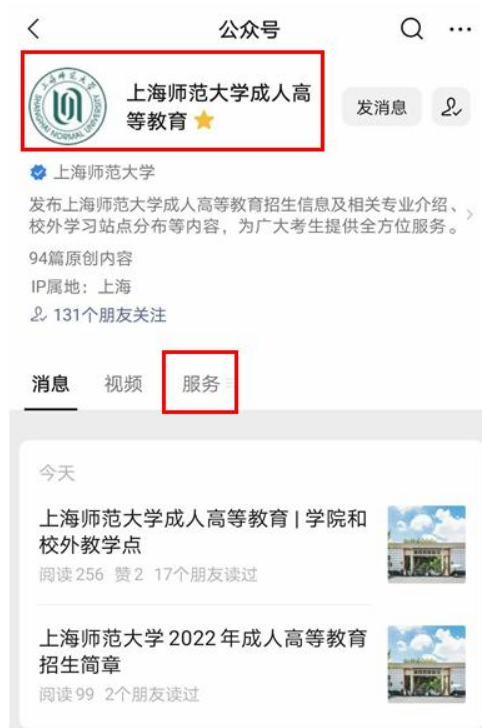 公众号
上海师范大学成人高
等教育
发消息
上海师范大学
发布上海师范大学成人高等教育招生信息及相关专业介绍、
校外学习站点分布等内容，为广大考生提供全方位服务。
94篇原创内容
IP属地：上海
131个朋友关注
消息 视频 服务
今天
上海师范大学成人高等教育 | 学院和
校外教学点
阅读 256 赞 2 17个朋友读过
上海师范大学 2022 年成人高等教育
招生简章
阅读 99 2个朋友读过